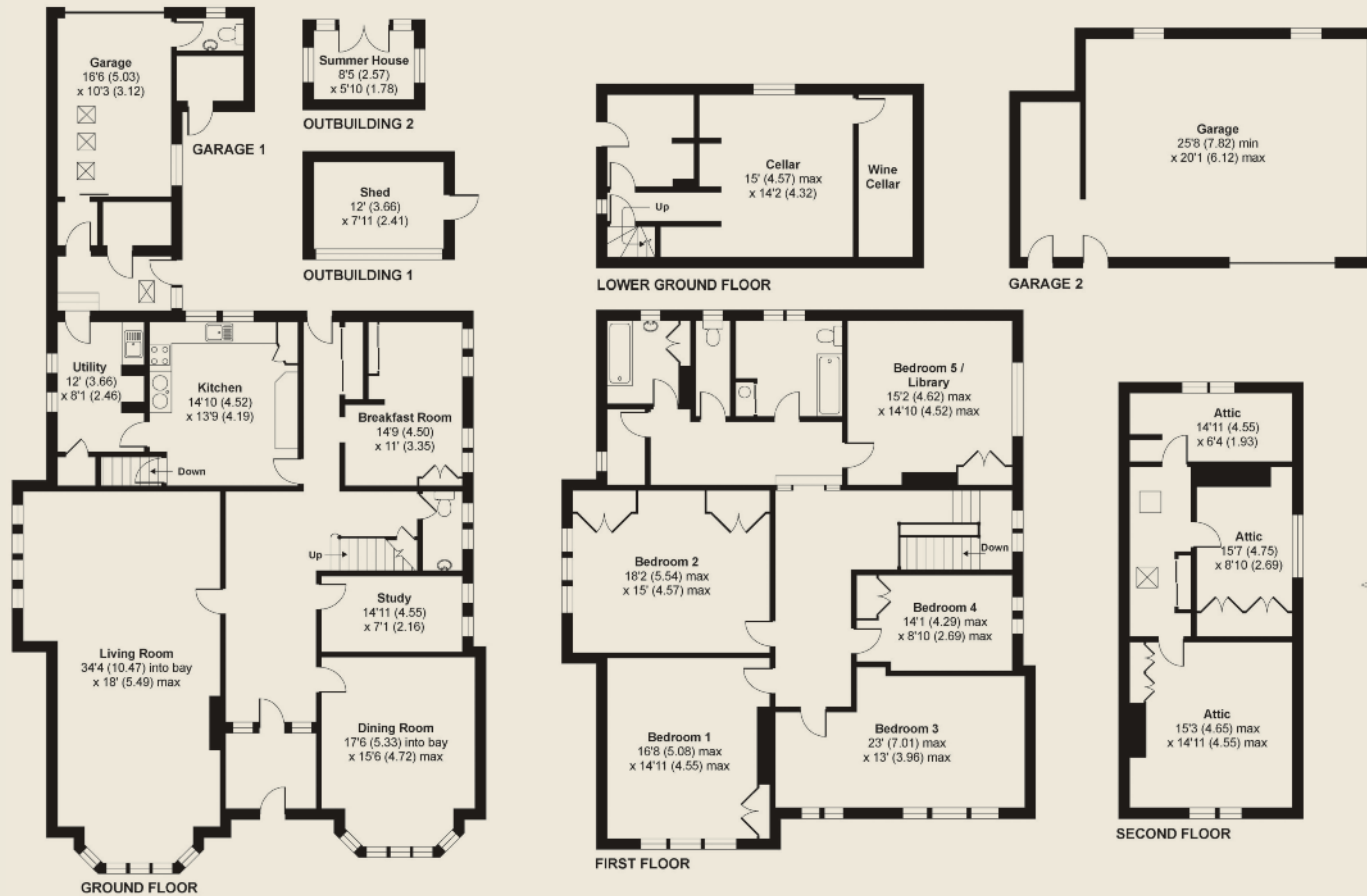 Garage
16'6 (5.03)
x 10'3 (3.12)
GARAGE 1
Summer House
8'5 (2.57)
x 5'10 (1.78)
OUTBUILDING 2
Shed
12' (3.66)
x 7'11 (2.41)
OUTBUILDING 1
Cellar
15' (4.57) max
x 14'2 (4.32)
Wine
Cellar
Up
LOWER GROUND FLOOR
Garage
25'8 (7.82) min
x 20'1 (6.12) max
GARAGE 2
Utility
12' (3.66)
x 8'1 (2.46)
Kitchen
14'10 (4.52)
x 13'9 (4.19)
Breakfast Room
14'9 (4.50)
x 11' (3.35)
Down
Up
Study
14'11 (4.55)
x 7'1 (2.16)
Living Room
34'4 (10.47) into bay
x 18' (5.49) max
Dining Room
17'6 (5.33) into bay
x 15'6 (4.72) max
GROUND FLOOR
Bedroom 5 /
Library
15'2 (4.62) max
x 14'10 (4.52) max
Bedroom 2
18'2 (5.54) max
x 15' (4.57) max
Down
Bedroom 4
14'1 (4.29) max
x 8'10 (2.69) max
Bedroom 1
16'8 (5.08) max
x 14'11 (4.55) max
Bedroom 3
23' (7.01) max
x 13' (3.96) max
FIRST FLOOR
Attic
14'11 (4.55)
x 6'4 (1.93)
Attic
15'7 (4.75)
x 8'10 (2.69)
Attic
15'3 (4.65) max
x 14'11 (4.55) max
SECOND FLOOR